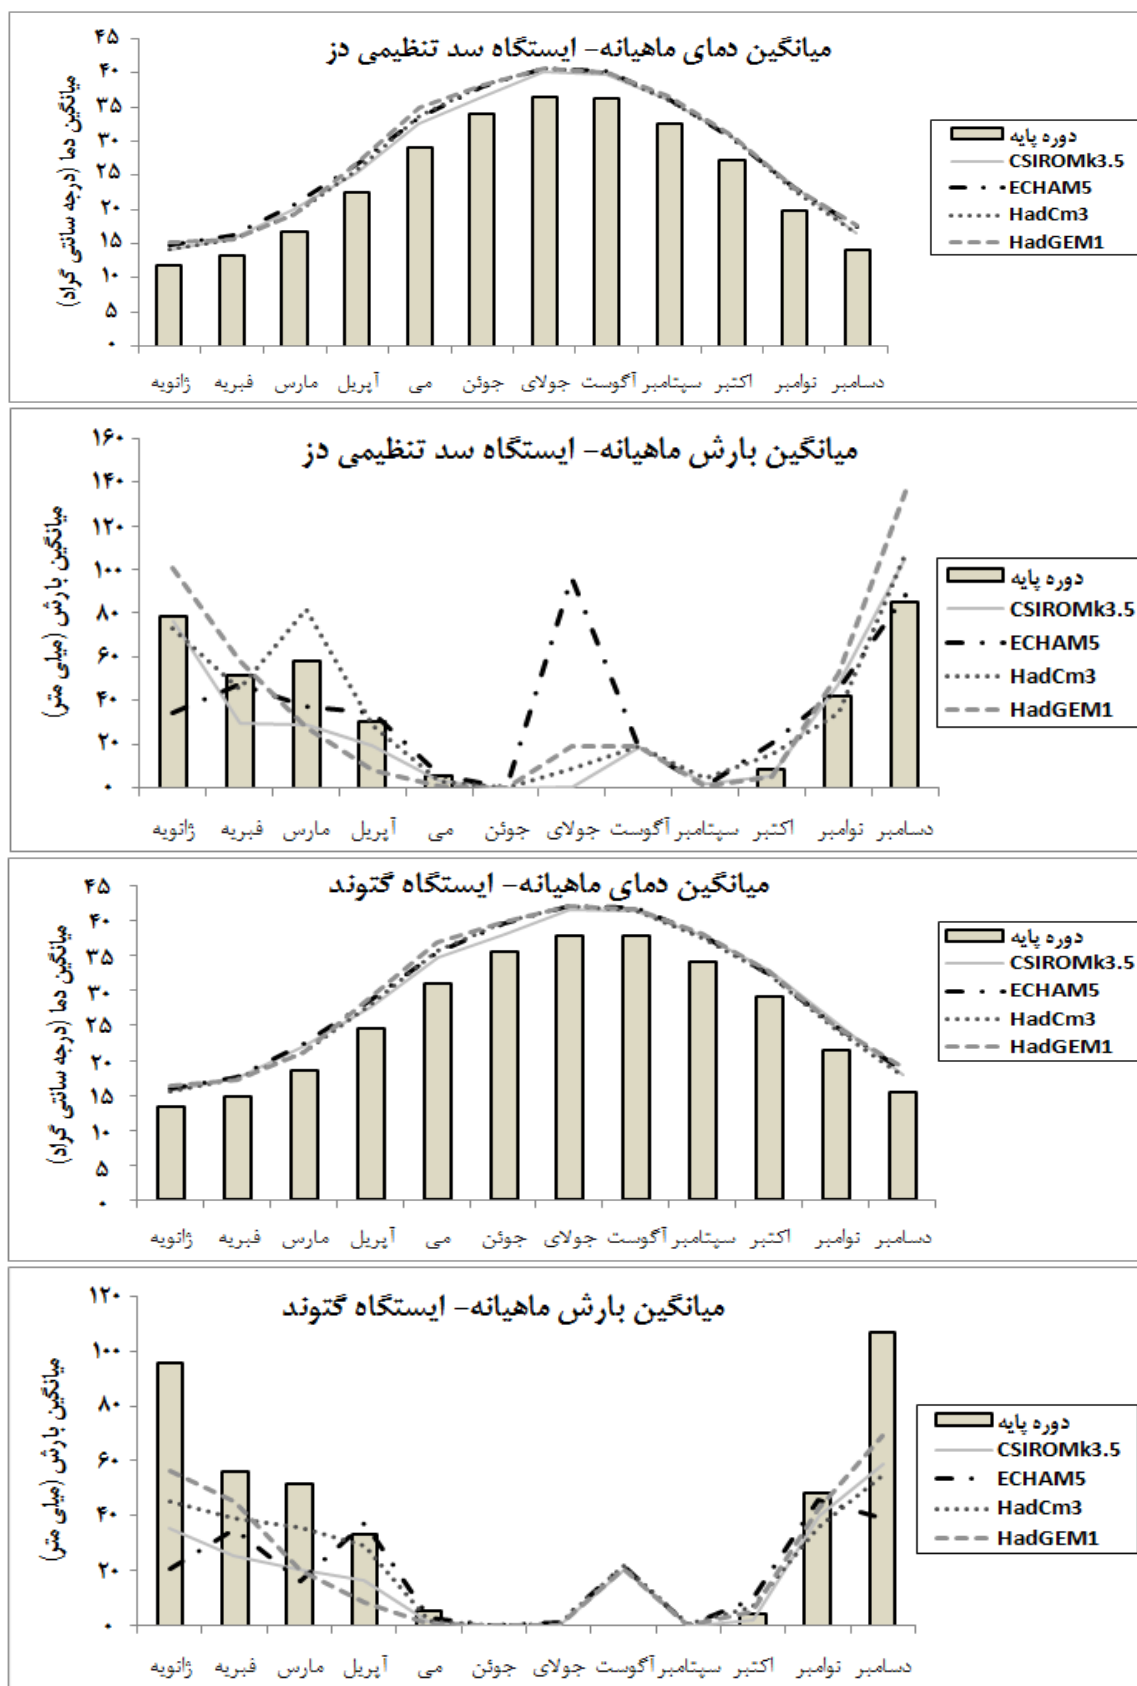 میانگین دمای ماهیانه- ایستگاه سد تنظیمی دز
میانگین دما (درجه سانتی گراد)
۴۵
۴۰
۳۵
۳۰
۲۵
۲۰
۱۵
۱۰
۵
۰
ژانویه فبریه مارس آپریل می جوئن جولای آگوست سپتامبر اکتبر نوامبر دسامبر
دوره پایه
CSIROMk3.5
ECHAM5
HadCm3
HadGEM1
میانگین بارش ماهیانه- ایستگاه سد تنظیمی دز
میانگین بارش (میلی متر)
۱۶۰
۱۴۰
۱۲۰
۱۰۰
۸۰
۶۰
۴۰
۲۰
۰
ژانویه فبریه مارس آپریل می جوئن جولای آگوست سپتامبر اکتبر نوامبر دسامبر
دوره پایه
CSIROMk3.5
ECHAM5
HadCm3
HadGEM1
میانگین دمای ماهیانه- ایستگاه گتوند
میانگین دما (درجه سانتی گراد)
۴۵
۴۰
۳۵
۳۰
۲۵
۲۰
۱۵
۱۰
۵
۰
ژانویه فبریه مارس آپریل می جوئن جولای آگوست سپتامبر اکتبر نوامبر دسامبر
دوره پایه
CSIROMk3.5
ECHAM5
HadCm3
HadGEM1
میانگین بارش ماهیانه- ایستگاه گتوند
میانگین بارش (میلی متر)
۱۲۰
۱۰۰
۸۰
۶۰
۴۰
۲۰
۰
ژانویه فبریه مارس آپریل می جوئن جولای آگوست سپتامبر اکتبر نوامبر دسامبر
دوره پایه
CSIROMk3.5
ECHAM5
HadCm3
HadGEM1